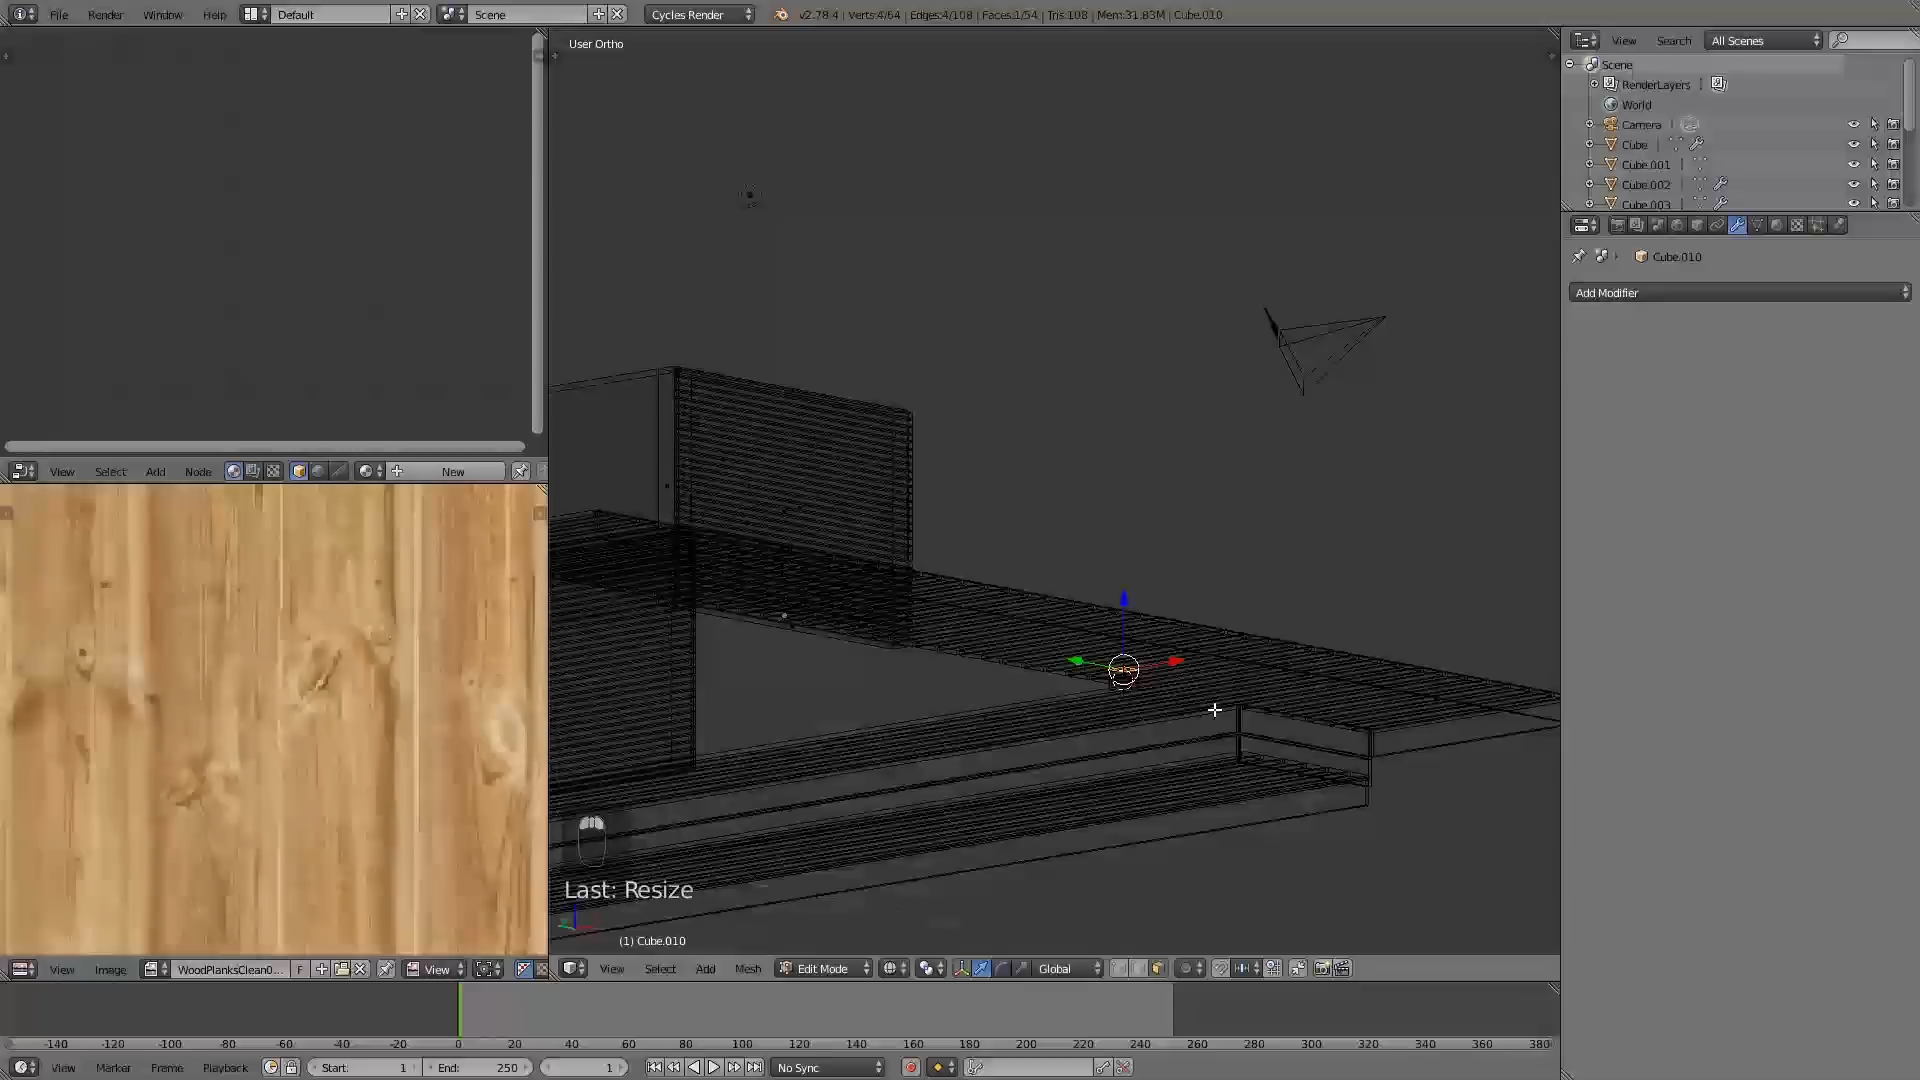 File Render Window Help Default Scene Cycles Render v2.78.4 | Verts:4/64 | Edges:4/108 | Faces:1/54 | Tris:108 | Mem:31.83M | Cube.010
User Ortho
View Search All Scenes
Scene
RenderLayers
World
Camera
Cube
Cube.001
Cube.002
Cube.003
Cube.010
Add Modifier
View Select Add Node New
Last: Resize
(1) Cube.010
View Image WoodPlanksClean0... F View
View Select Add Mesh Edit Mode Global
-140 -120 -100 -80 -60 -40 -20 0 20 40 60 80 100 120 140 160 180 200 220 240 260 280 300 320 340 360 380
View Marker Frame Playback Start: 1 End: 250 1 No Sync